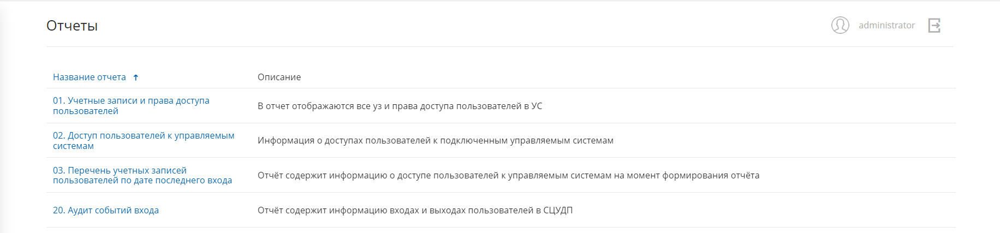 Отчеты
administrator
Название отчета ↑
Описание
01. Учетные записи и права доступа
пользователей
В отчет отображаются все уз и права доступа пользователей в УС
02. Доступ пользователей к управляемым
системам
Информация о доступах пользователей к подключенным управляемым системам
03. Перечень учетных записей
пользователей по дате последнего входа
Отчёт содержит информацию о доступе пользователей к управляемым системам на момент формирования отчёта
20. Аудит событий входа
Отчёт содержит информацию входах и выходах пользователей в СЦУДП